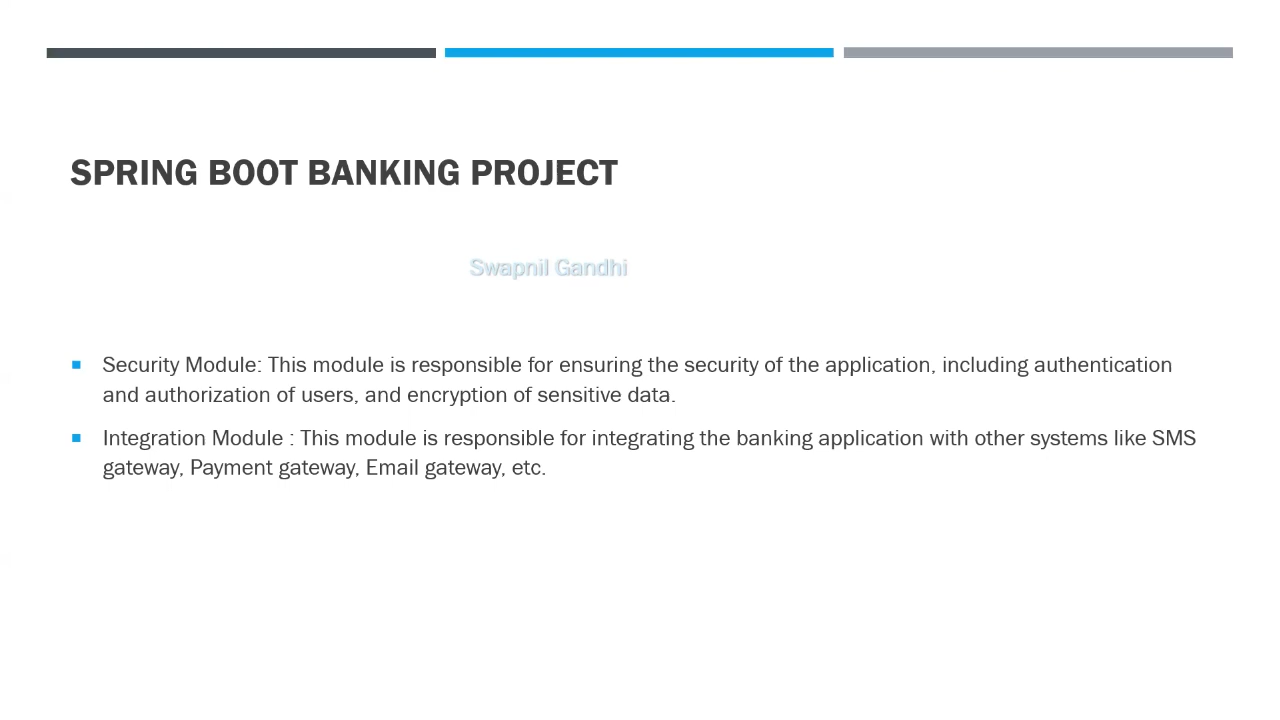 SPRING BOOT BANKING PROJECT
Swapnil Gandhi
Security Module: This module is responsible for ensuring the security of the application, including authentication
and authorization of users, and encryption of sensitive data.
Integration Module : This module is responsible for integrating the banking application with other systems like SMS
gateway, Payment gateway, Email gateway, etc.